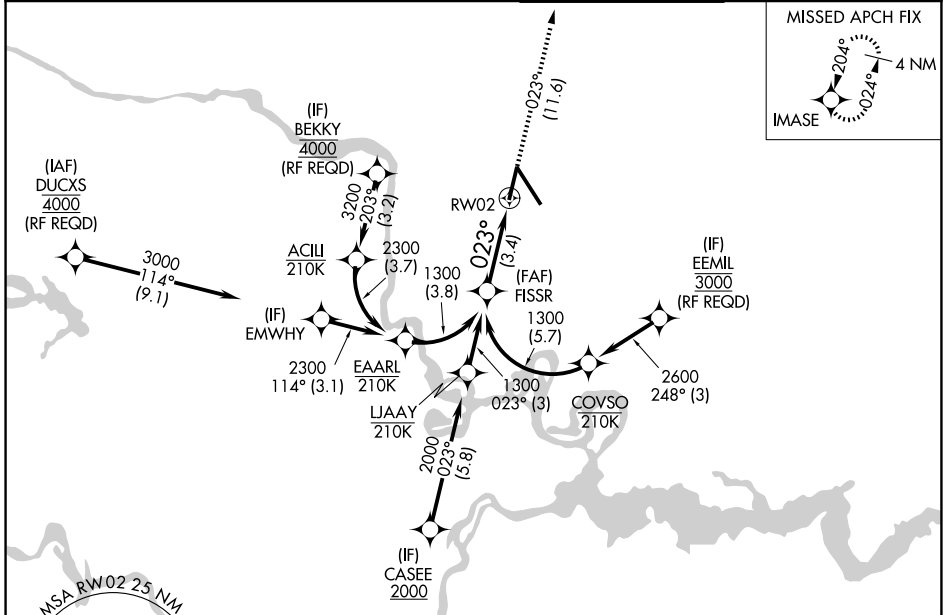 MISSED APCH FIX
204°
4 NM
024°
IMASE
023°
(11.6)
(IF)
BEKKY
4000
(RF REQD)
(IAF)
DUCXS
4000
(RF REQD)
3200
203°
(3.2)
RW02
3000
114°
(9.1)
ACILI
210K
2300
(3.7)
1300
(3.8)
023°
(3.4)
(FAF)
FISSR
(IF)
EEMIL
3000
(RF REQD)
(IF)
EMWHY
1300
(5.7)
2300
114° (3.1)
EAARL
210K
LJAAY
210K
1300
023° (3)
COVSO
210K
2600
248° (3)
2000
023°
(5.8)
(IF)
CASEE
2000
MSA RW02 25 NM